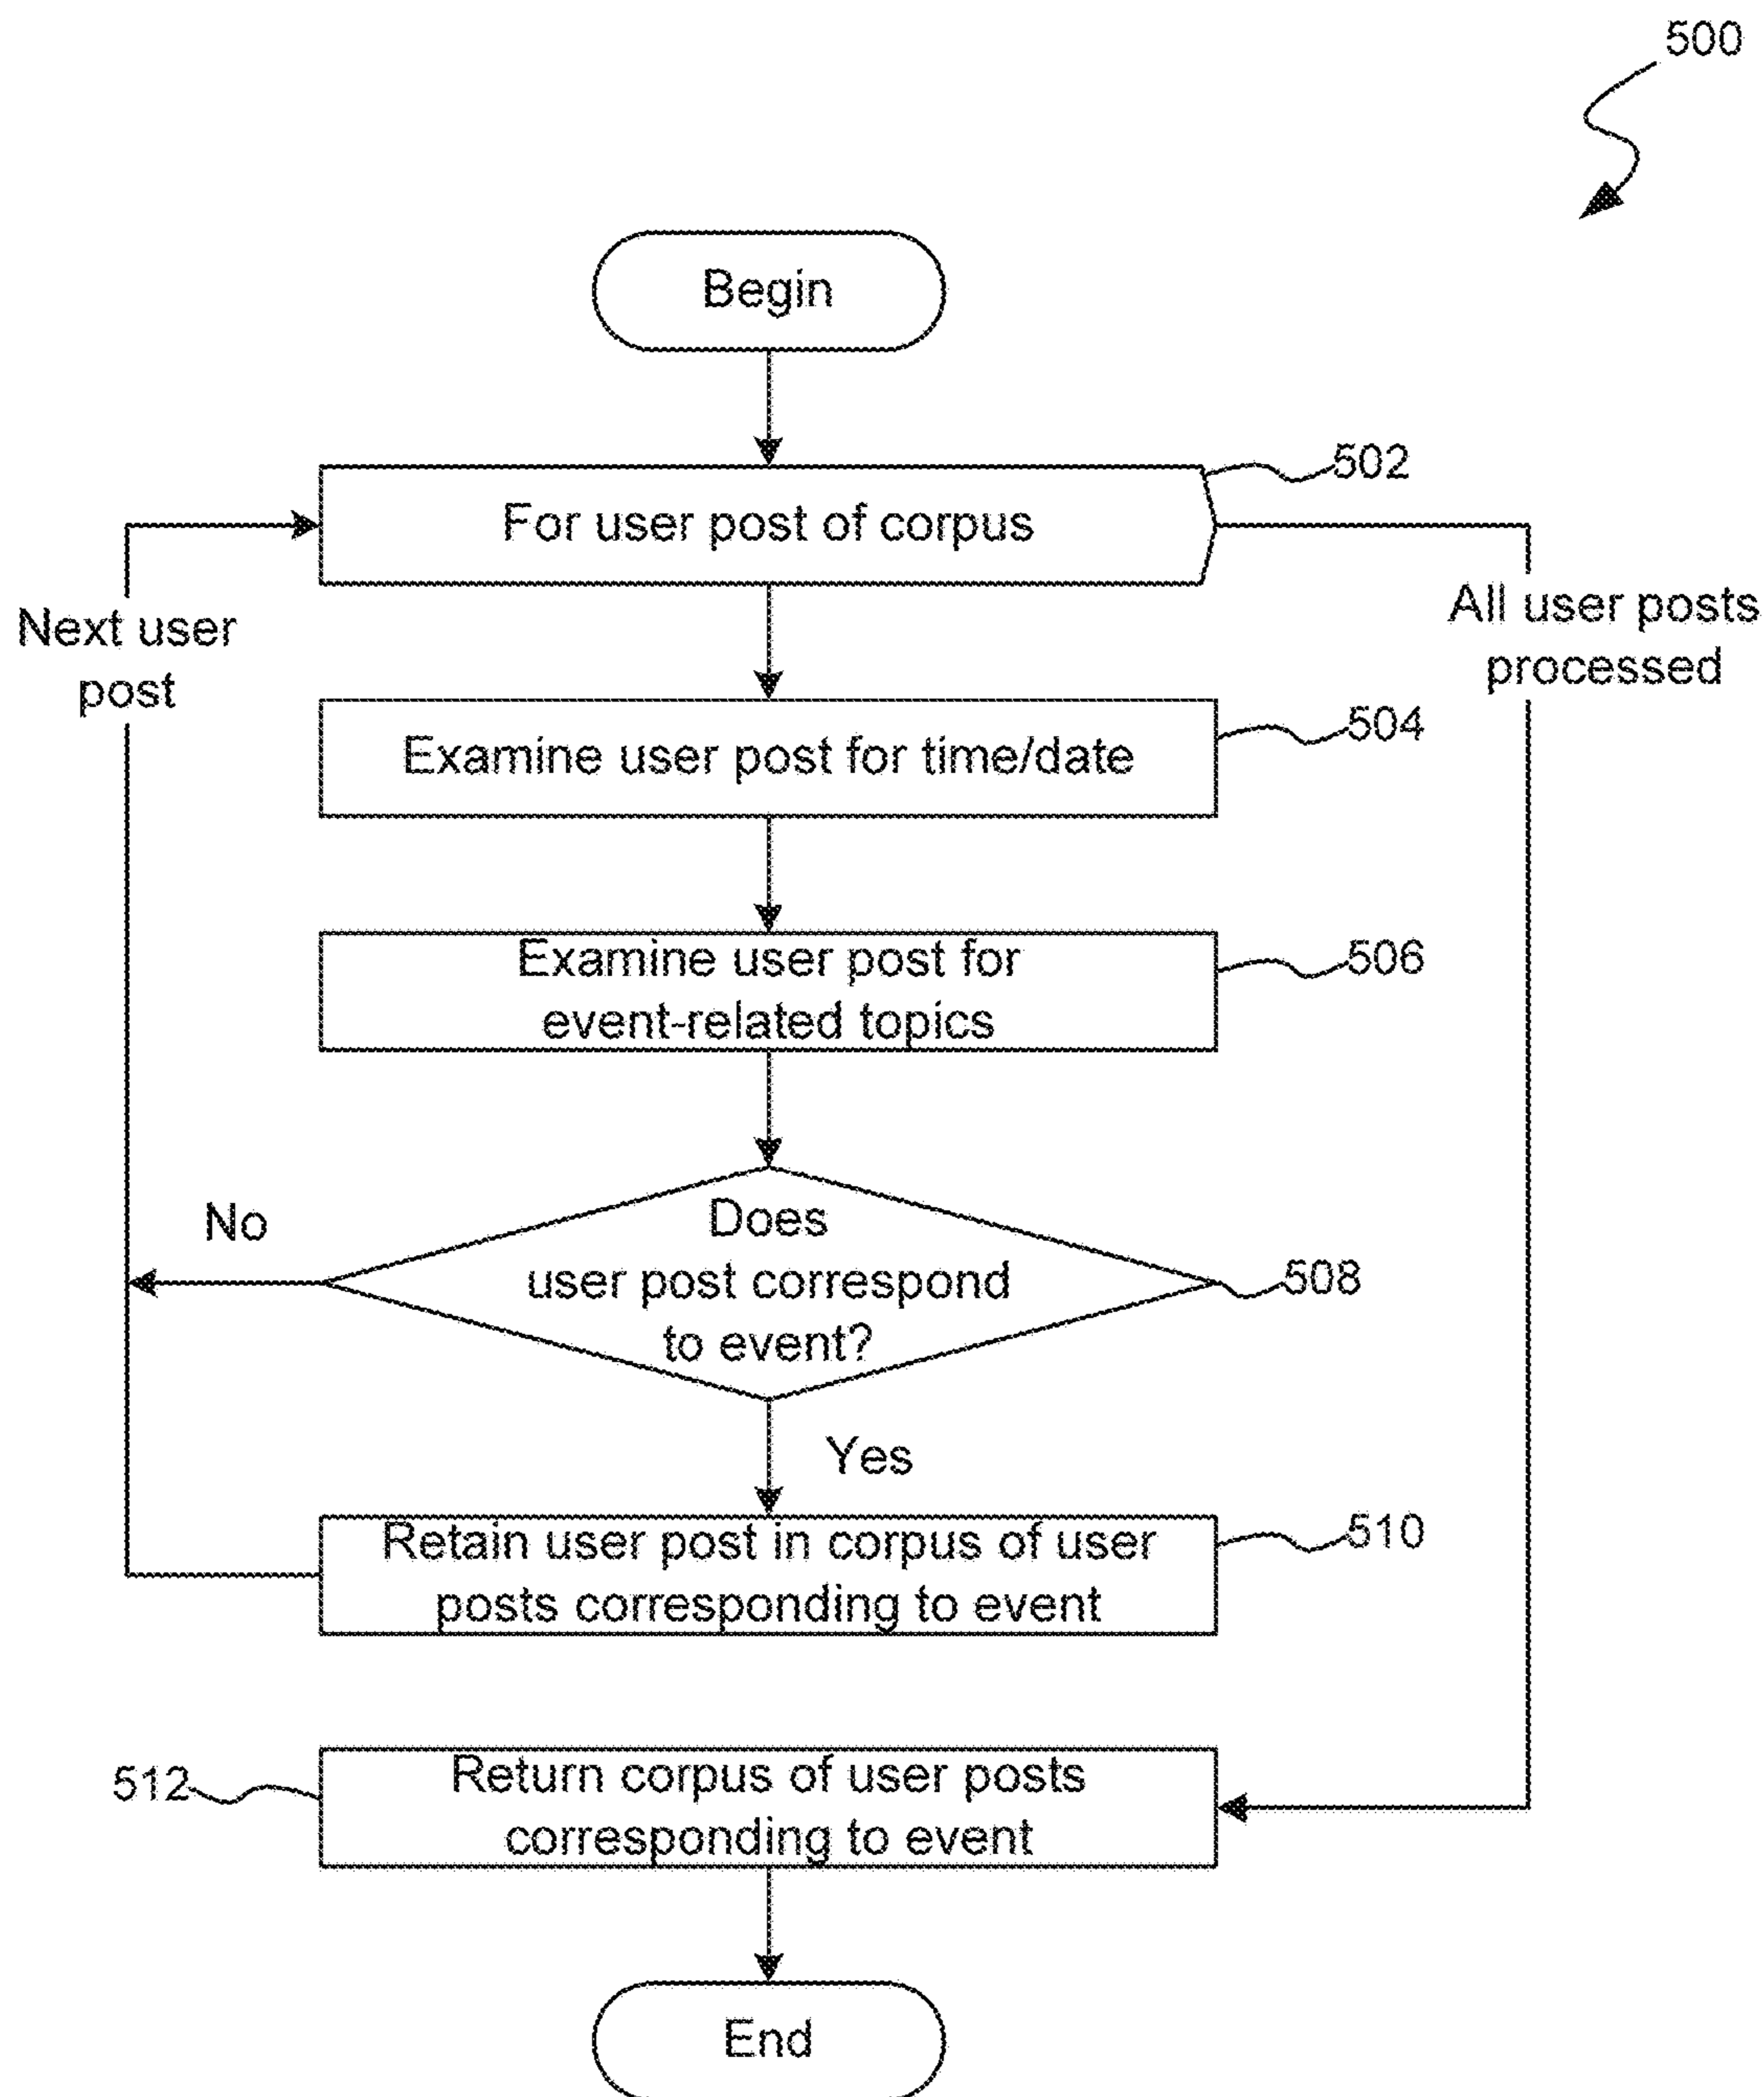 500
Begin
502
For user post of corpus
Next user
post
All user posts
processed
504
Examine user post for time/date
Examine user post for
event-related topics
506
No
Does
user post correspond
to event?
508
Yes
Retain user post in corpus of user
posts corresponding to event
510
512
Return corpus of user posts
corresponding to event
End